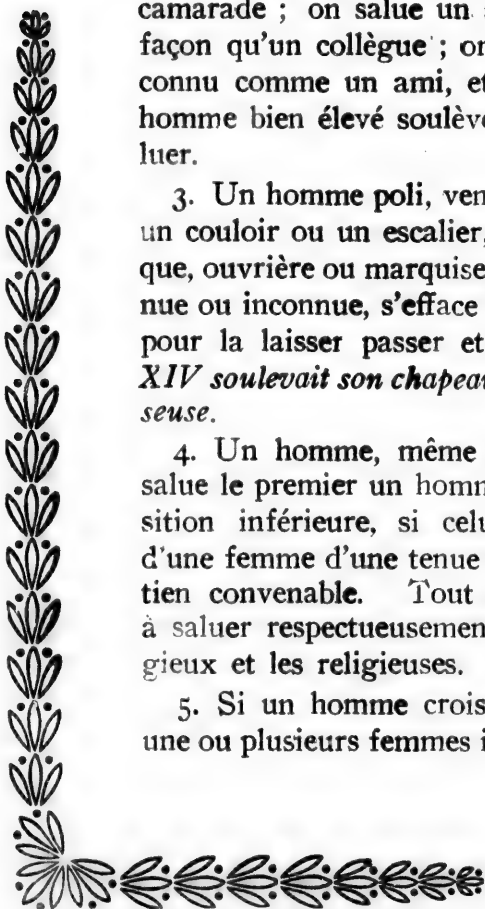 camarade ; on salue un
façon qu'un collègue ; on
connu comme un ami, et
homme bien élevé soulèv
luer.
3. Un homme poli, ven
un couloir ou un escalier,
que, ouvrière ou marquise
nue ou inconnue, s'efface
pour la laisser passer et
XIV soulevait son chapeau
seuse.
4. Un homme, même
salue le premier un homm
sition inférieure, si celu
d'une femme d'une tenue
tien convenable. Tout
à saluer respectueusemen
gieux et les religieuses.
5. Si un homme crois
une ou plusieurs femmes i